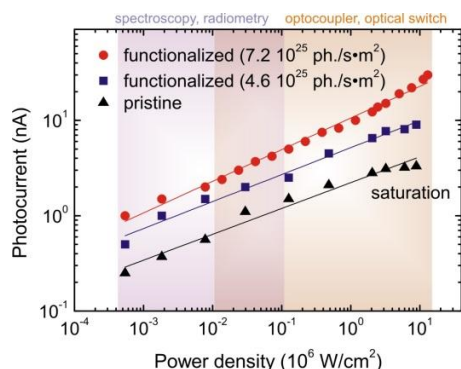 spectroscopy, radiometry optocoupler, optical switch
functionalized (7.2 10²⁵ ph./s•m²)
functionalized (4.6 10²⁵ ph./s•m²)
pristine
saturation
Photocurrent (nA)
10²
10¹
10⁰
10⁻¹
10⁻⁴ 10⁻³ 10⁻² 10⁻¹ 10⁰ 10¹ 10²
Power density (10⁶ W/cm²)